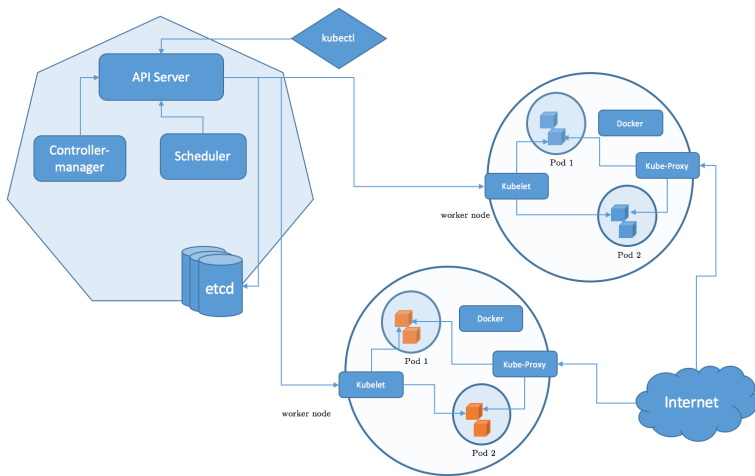 kubectl
API Server
Controller-
manager
Scheduler
etcd
Docker
Pod 1
Kube-Proxy
Kubelet
worker node
Pod 2
Docker
Pod 1
Kube-Proxy
Kubelet
worker node
Pod 2
Internet